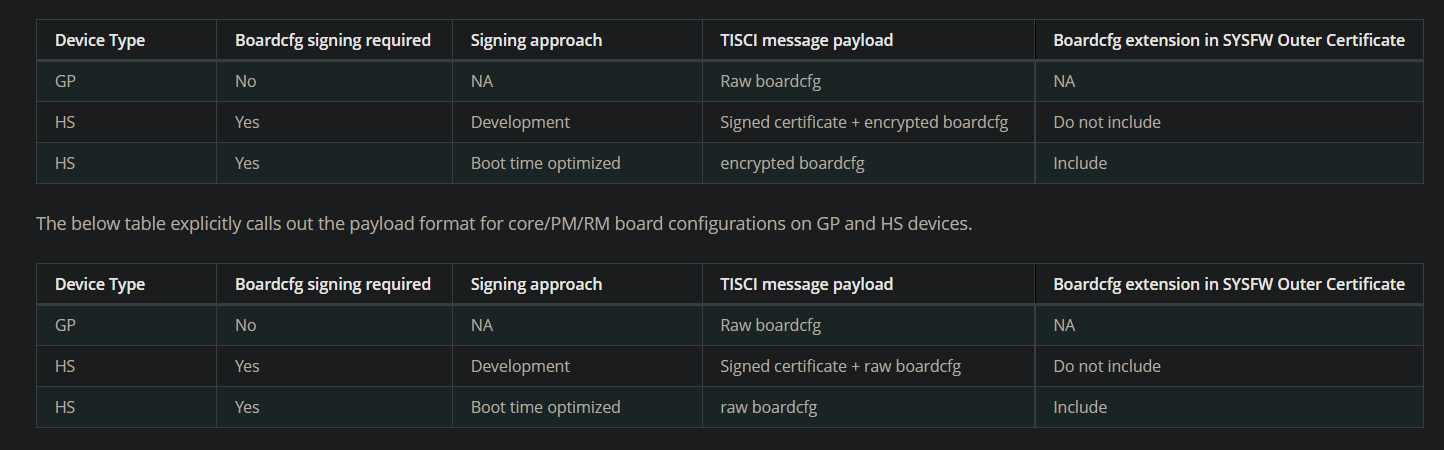 Device Type Boardcfg signing required Signing approach TISCI message payload Boardcfg extension in SYSFW Outer Certificate
GP No NA Raw boardcfg NA
HS Yes Development Signed certificate + encrypted boardcfg Do not include
HS Yes Boot time optimized encrypted boardcfg Include
The below table explicitly calls out the payload format for core/PM/RM board configurations on GP and HS devices.
Device Type Boardcfg signing required Signing approach TISCI message payload Boardcfg extension in SYSFW Outer Certificate
GP No NA Raw boardcfg NA
HS Yes Development Signed certificate + raw boardcfg Do not include
HS Yes Boot time optimized raw boardcfg Include